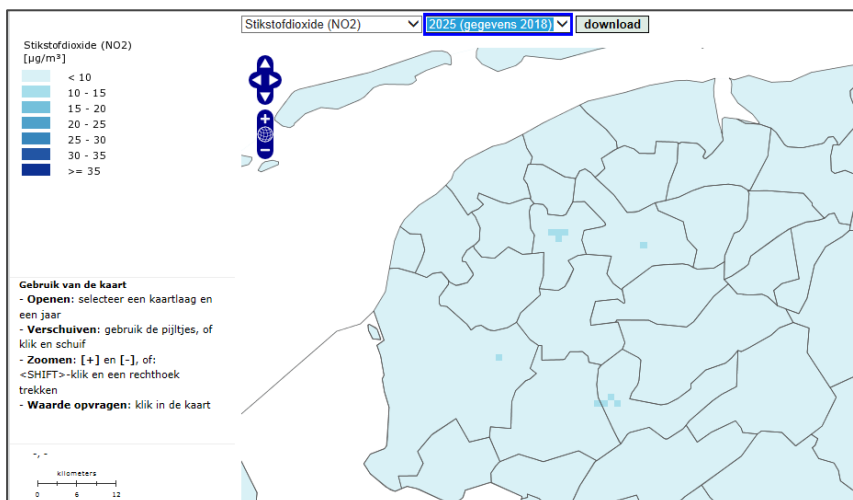 Stikstofdioxide (NO2) 2025 (gegevens 2018) download
Stikstofdioxide (NO2)
[µg/m³]
< 10
10 - 15
15 - 20
20 - 25
25 - 30
30 - 35
>= 35
Gebruik van de kaart
- Openen: selecteer een kaartlaag en
een jaar
- Verschuiven: gebruik de pijltjes, of
klik en schuif
- Zoomen: [+] en [-], of:
<SHIFT>-klik en een rechthoek
trekken
- Waarde opvragen: klik in de kaart
-, -
kilometers
0 6 12